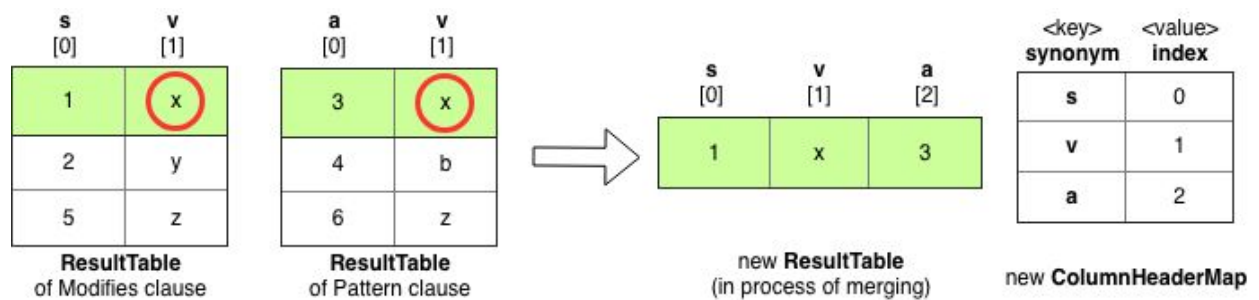 s v
[0] [1]
1 x
2 y
5 z
ResultTable
of Modifies clause
a v
[0] [1]
3 x
4 b
6 z
ResultTable
of Pattern clause
s v a
[0] [1] [2]
1 x 3
new ResultTable
(in process of merging)
<key> <value>
synonym index
s 0
v 1
a 2
new ColumnHeaderMap